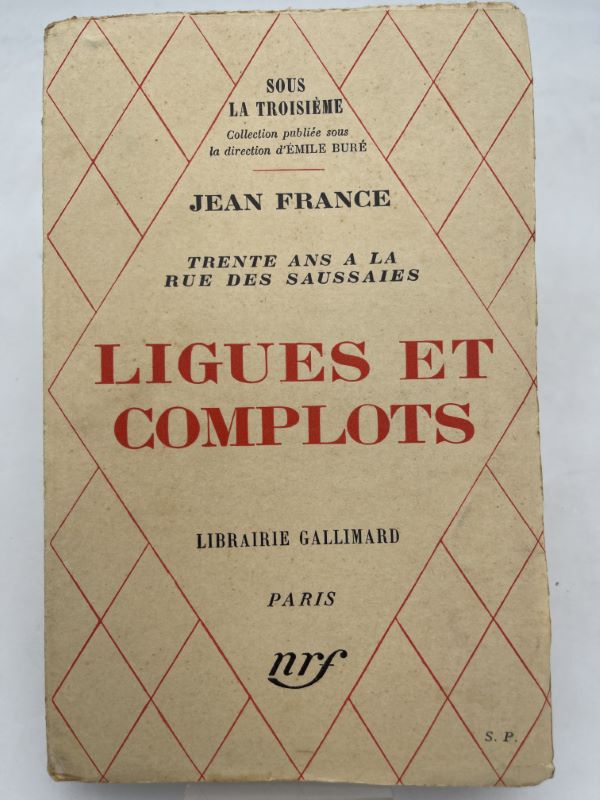 SOUS
LA TROISIÈME
Collection publiée sous
la direction d'ÉMILE BURÉ
JEAN FRANCE
TRENTE ANS A LA
RUE DES SAUSSAIES
LIGUES ET
COMPLOTS
LIBRAIRIE GALLIMARD
PARIS
nrf
S. P.